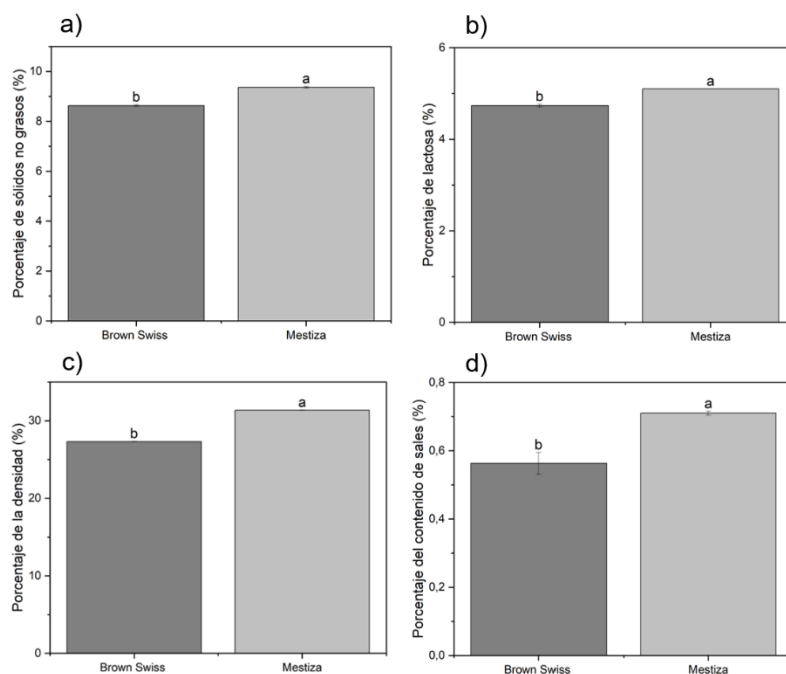 a)
Porcentaje de sólidos no grasos (%)
10
8
6
4
2
0
b
a
Brown Swiss
Mestiza
b)
Porcentaje de lactosa (%)
6
4
2
0
b
a
Brown Swiss
Mestiza
c)
Porcentaje de la densidad (%)
30
20
10
0
b
a
Brown Swiss
Mestiza
d)
Porcentaje del contenido de sales (%)
0,8
0,6
0,4
0,2
0,0
b
a
Brown Swiss
Mestiza